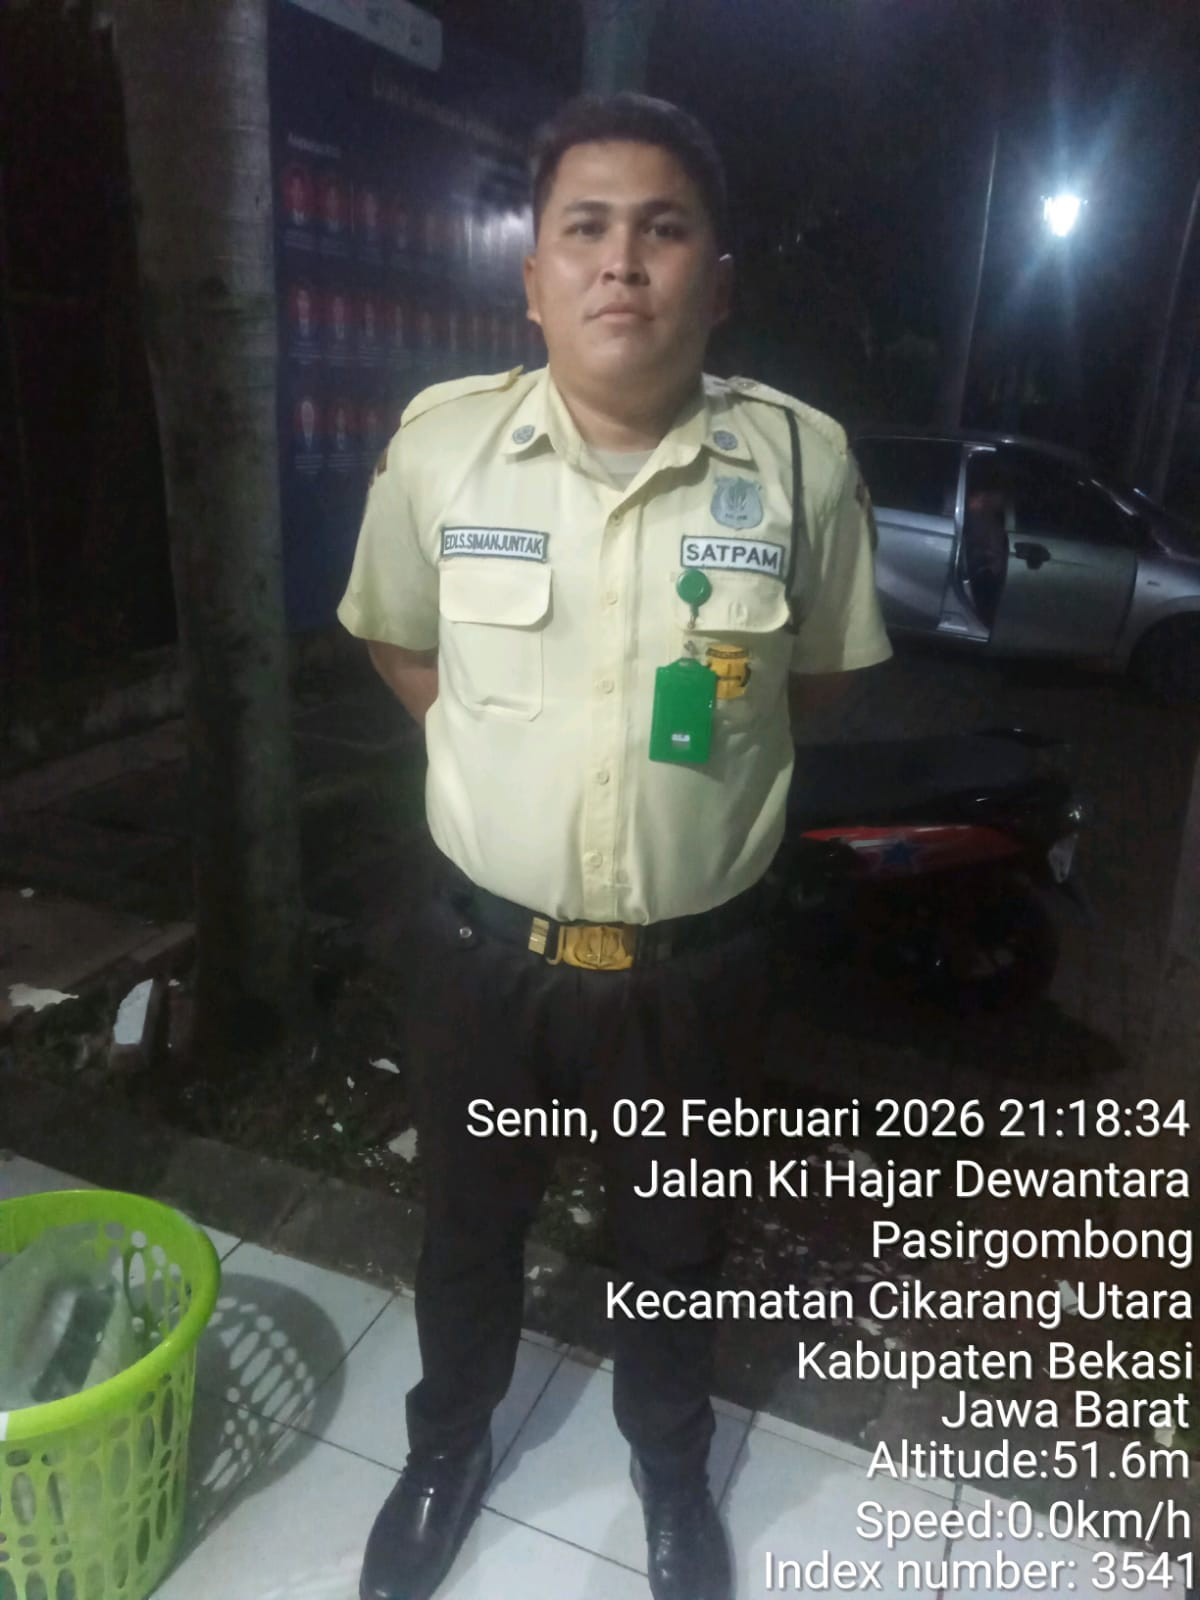 EDI.S.SIMANJUNTAK
SATPAM
Senin, 02 Februari 2026 21:18:34
Jalan Ki Hajar Dewantara
Pasirgombong
Kecamatan Cikarang Utara
Kabupaten Bekasi
Jawa Barat
Altitude:51.6m
Speed:0.0km/h
Index number: 3541